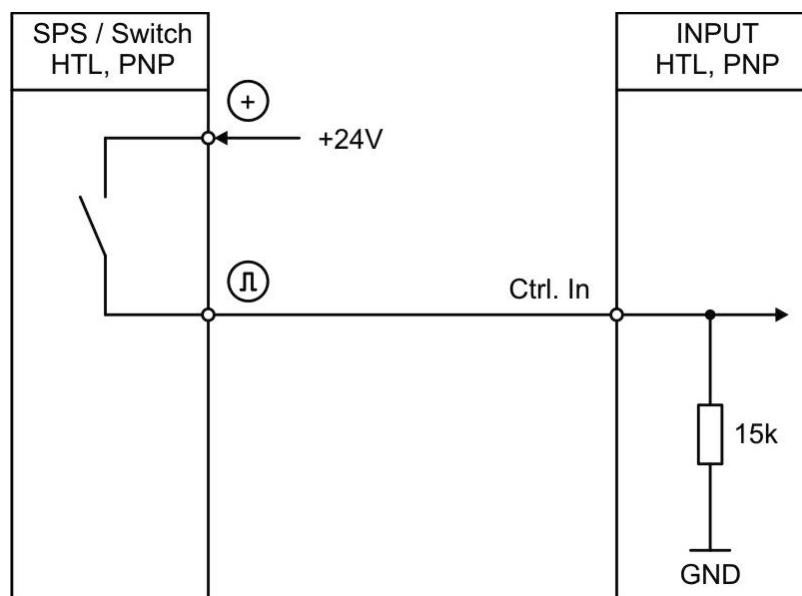 SPS / Switch
HTL, PNP
INPUT
HTL, PNP
+
+24V
Ctrl. In
15k
GND